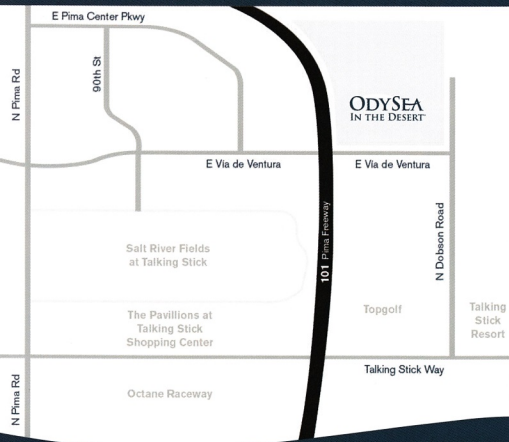 E Pima Center Pkwy
N Pima Rd
90th St
ODYSEA
IN THE DESERT
E Via de Ventura
E Via de Ventura
101 Pima Freeway
N Dobson Road
Salt River Fields
at Talking Stick
The Pavillions at
Talking Stick
Shopping Center
Topgolf
Talking
Stick
Resort
Talking Stick Way
N Pima Rd
Octane Raceway